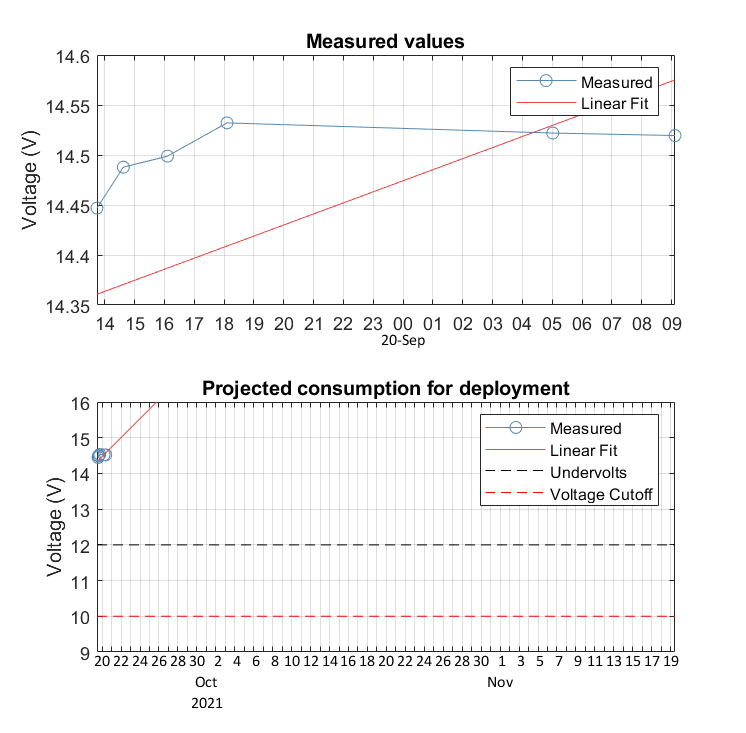 Measured values
14.6
14.55
14.5
14.45
14.4
14.35
Voltage (V)
Measured
Linear Fit
14 15 16 17 18 19 20 21 22 23 00 01 02 03 04 05 06 07 08 09
20-Sep
Projected consumption for deployment
16
15
14
13
12
11
10
9
Voltage (V)
Measured
Linear Fit
Undervolts
Voltage Cutoff
20 22 24 26 28 30 2 4 6 8 10 12 14 16 18 20 22 24 26 28 30 1 3 5 7 9 11 13 15 17 19
Oct Nov
2021